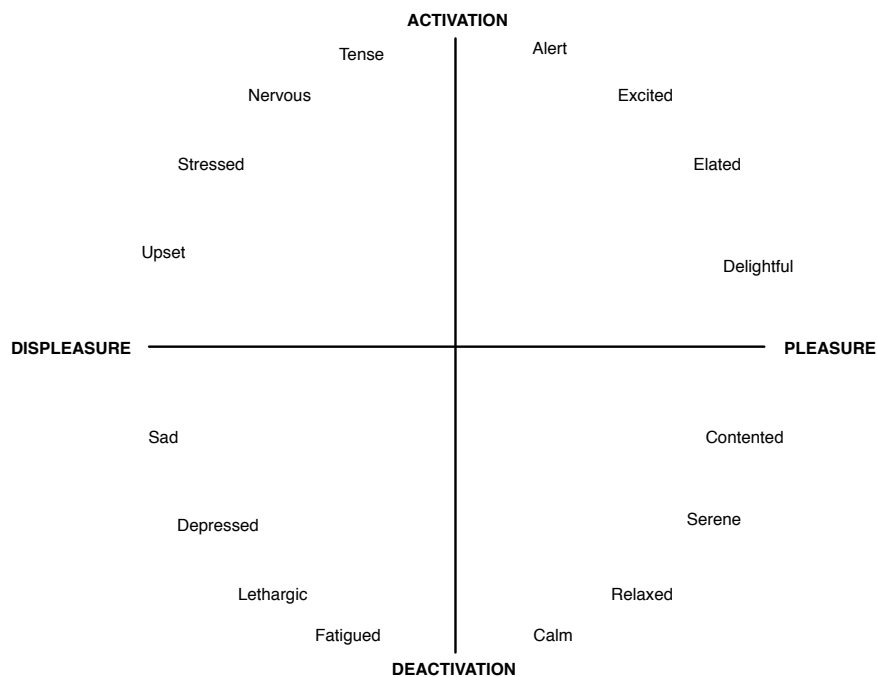 ACTIVATION
Tense
Alert
Nervous
Excited
Stressed
Elated
Upset
Delightful
DISPLEASURE
PLEASURE
Sad
Contented
Depressed
Serene
Lethargic
Relaxed
Fatigued
Calm
DEACTIVATION